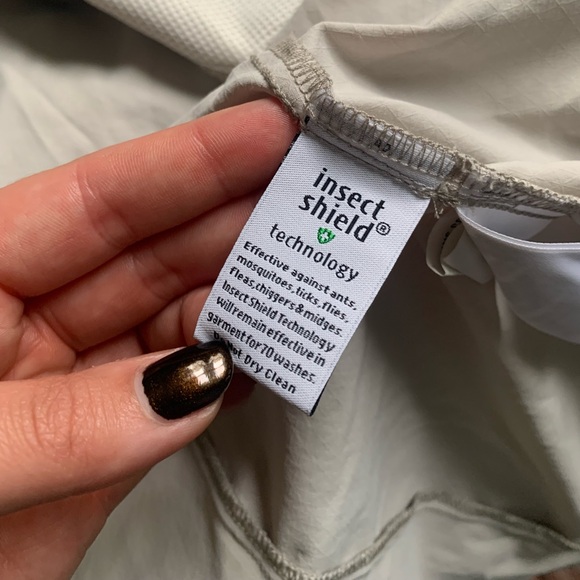 insect
shield®
technology
Effective against ants,
mosquitoes,ticks,flies,
fleas,chiggers & midges.
Insect Shield Technology
will remain effective in
garment for 70 washes.
Not Dry Clean